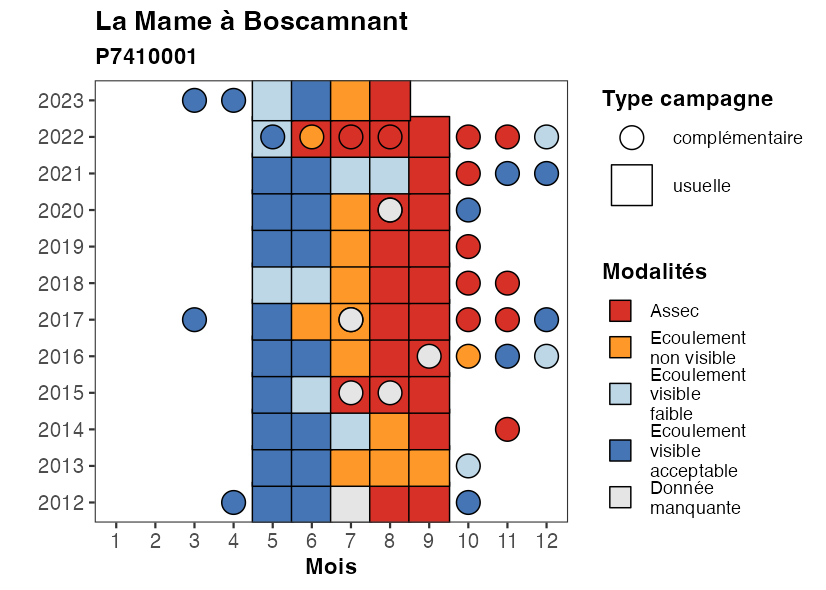 La Mame à Boscamnant
P7410001
2023
2022
2021
2020
2019
2018
2017
2016
2015
2014
2013
2012
1 2 3 4 5 6 7 8 9 10 11 12
Mois
Type campagne
complémentaire
usuelle
Modalités
Assec
Ecoulement
non visible
Ecoulement
visible
faible
Ecoulement
visible
acceptable
Donnée
manquante